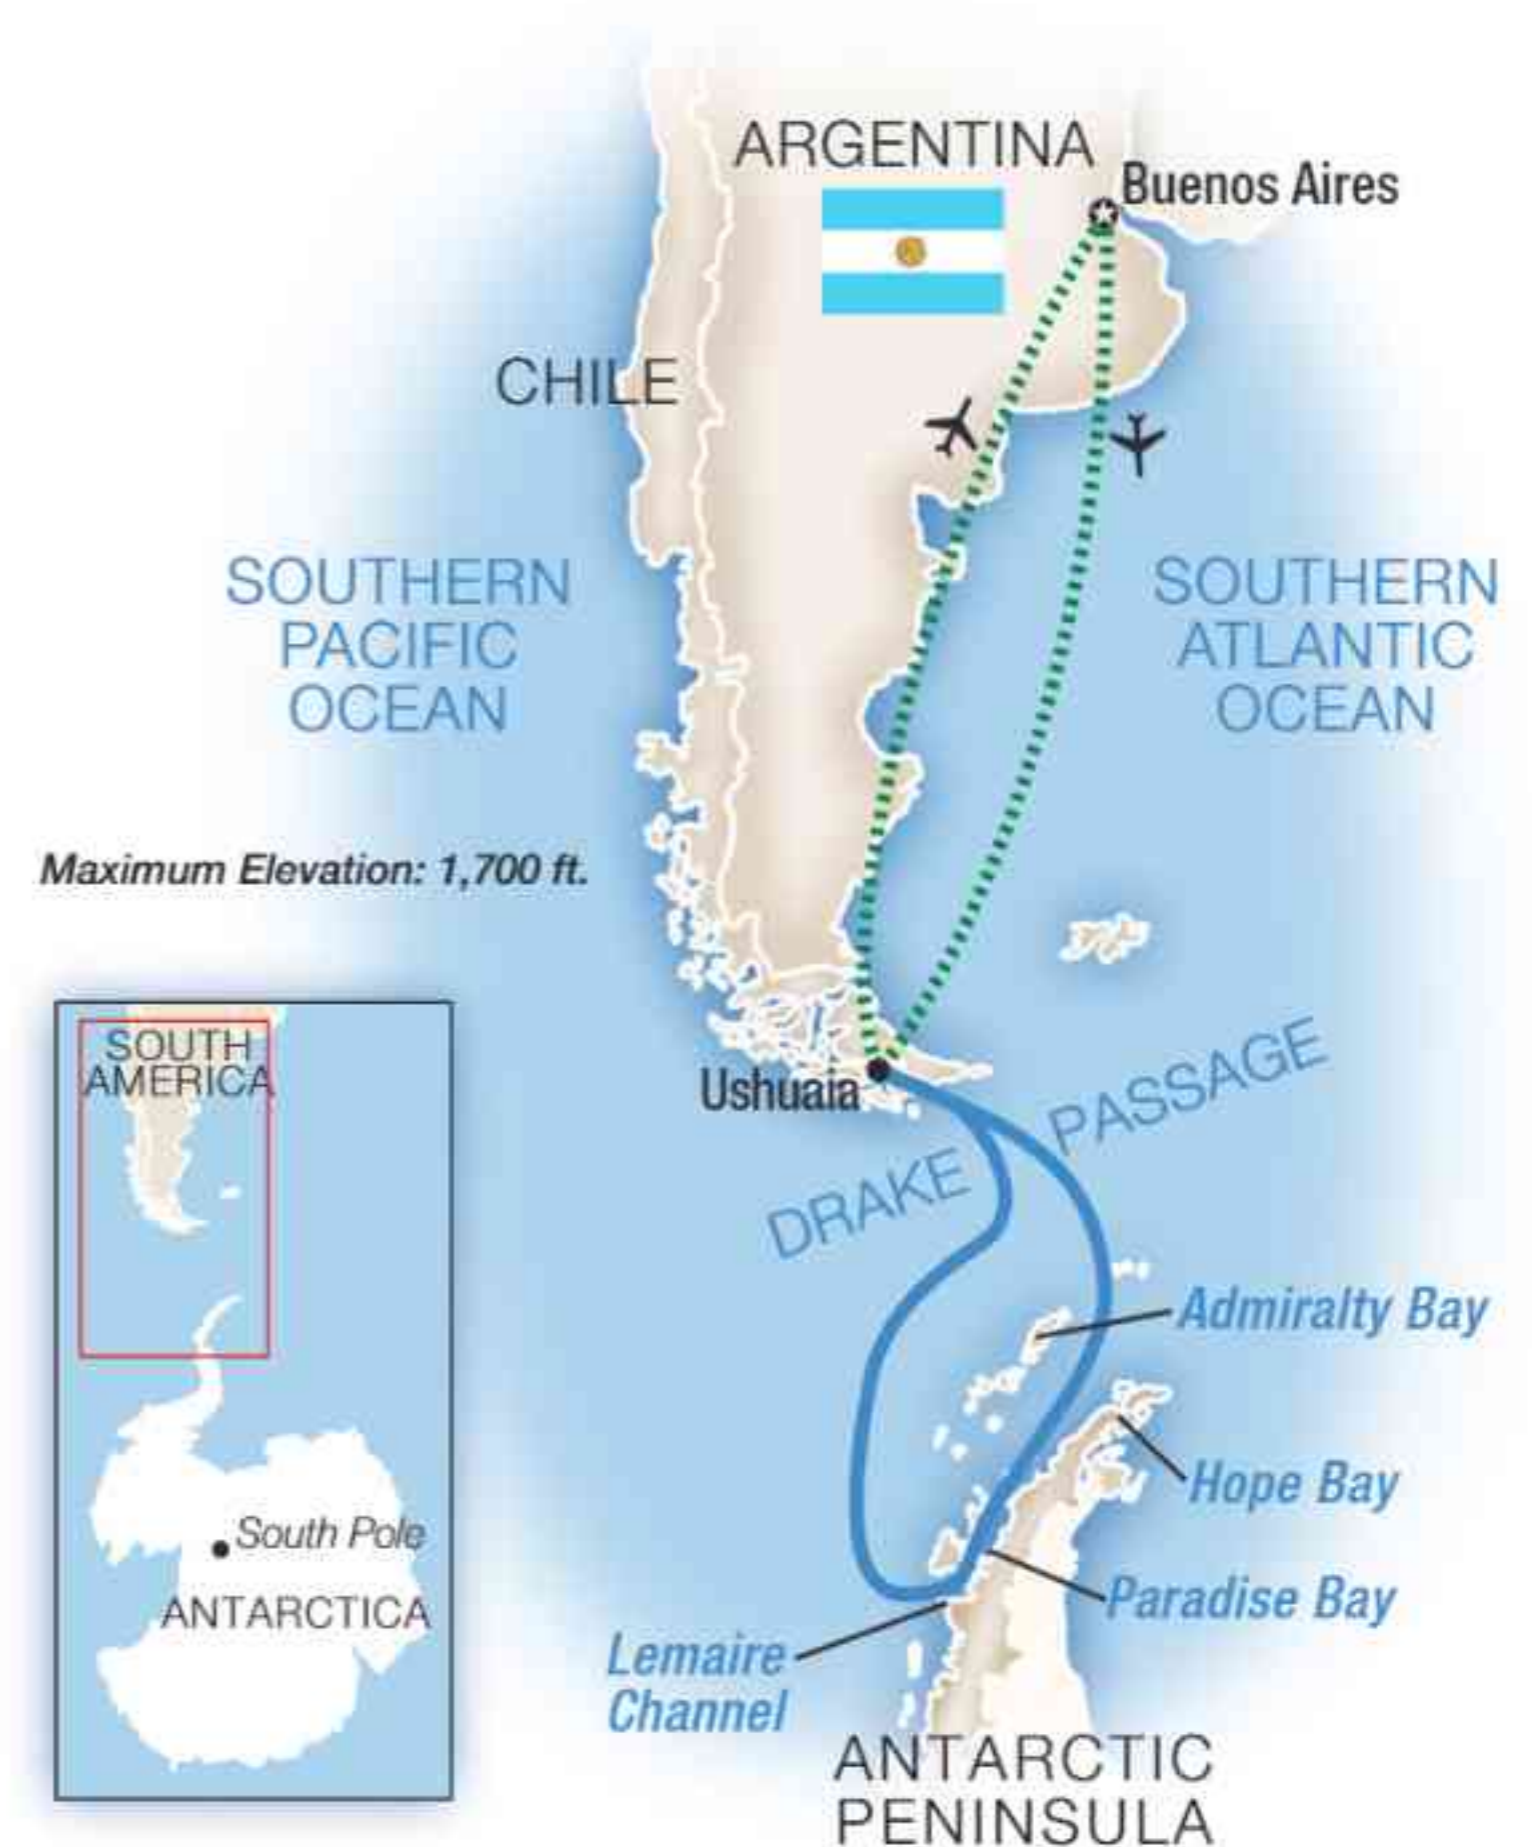 ARGENTINA
Buenos Aires
CHILE
SOUTHERN
PACIFIC
OCEAN
SOUTHERN
ATLANTIC
OCEAN
Maximum Elevation: 1,700 ft.
SOUTH
AMERICA
Ushuaia
DRAKE PASSAGE
Admiralty Bay
Hope Bay
South Pole
Paradise Bay
ANTARCTICA
Lemaire
Channel
ANTARCTIC
PENINSULA